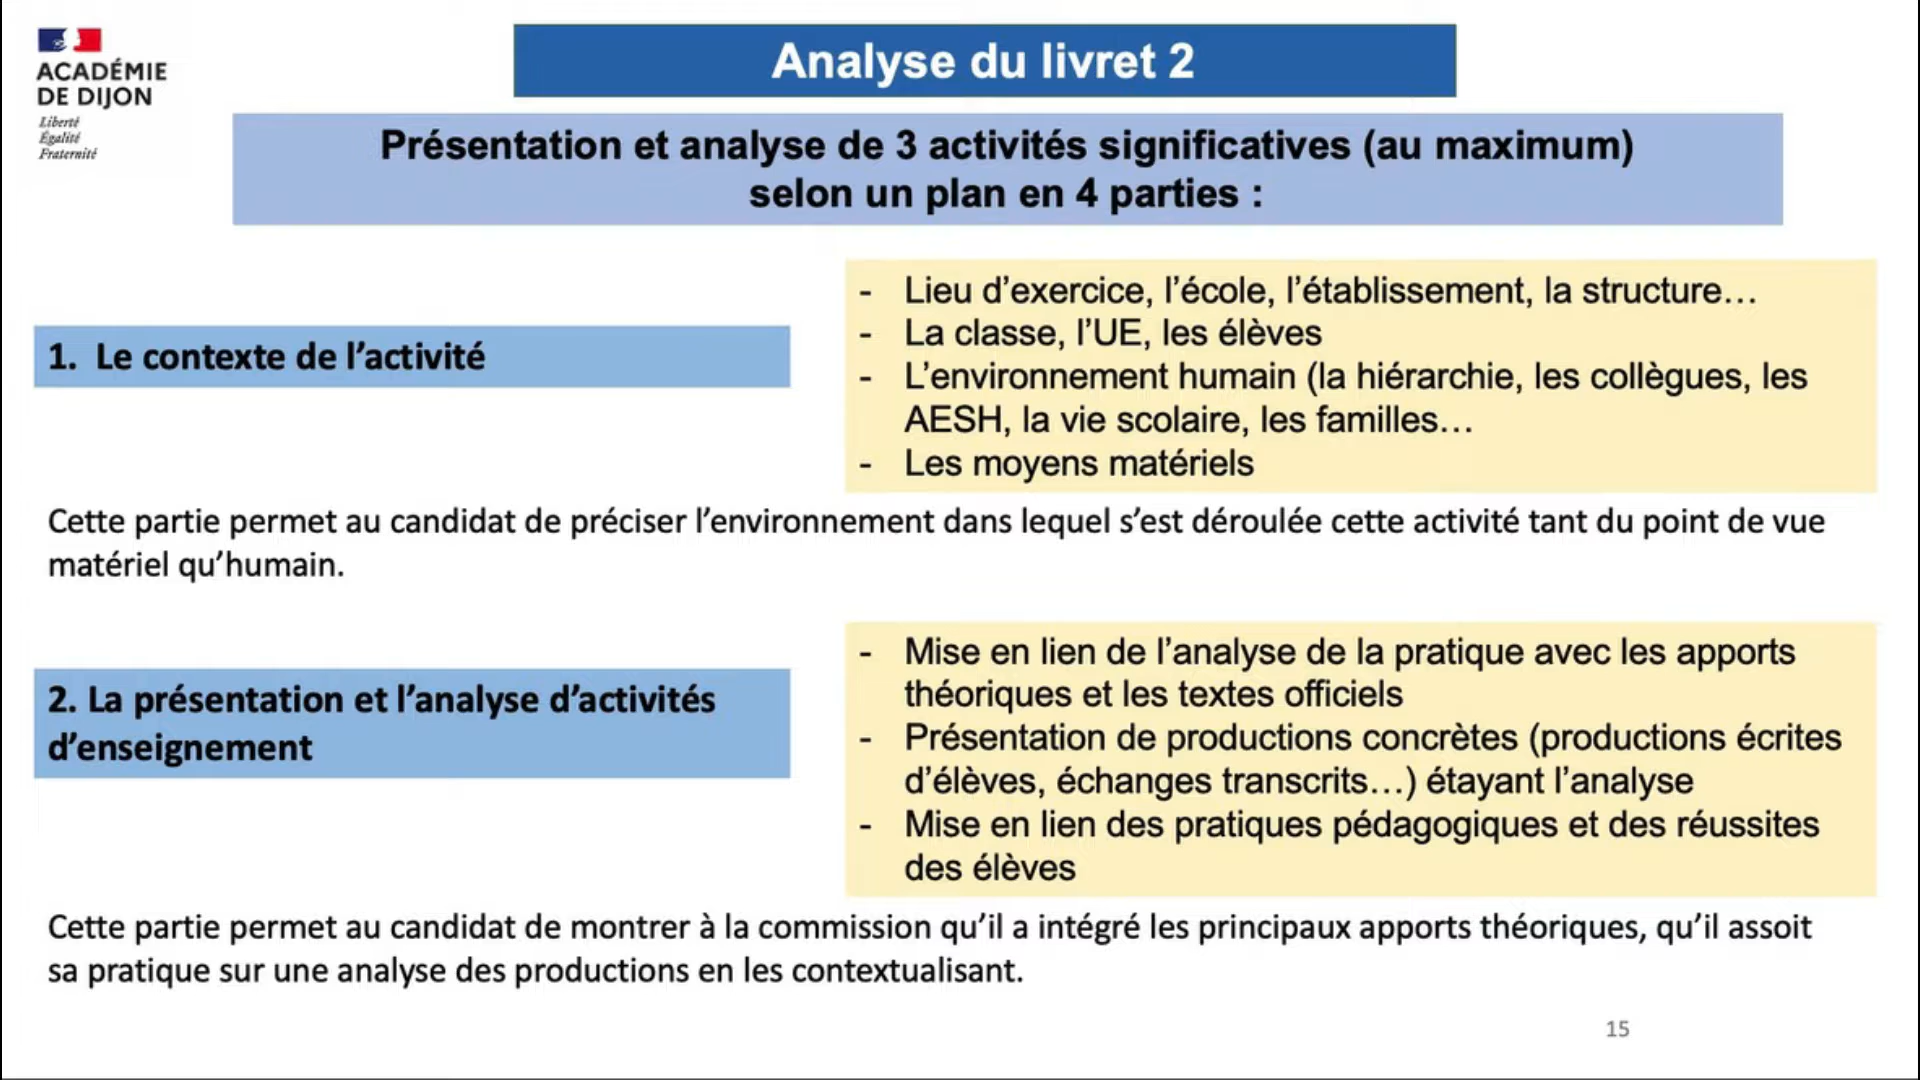 ACADÉMIE
DE DIJON
Liberté
Égalité
Fraternité
Analyse du livret 2
Présentation et analyse de 3 activités significatives (au maximum)
selon un plan en 4 parties :
1. Le contexte de l'activité
- Lieu d'exercice, l'école, l'établissement, la structure…
- La classe, l'UE, les élèves
- L'environnement humain (la hiérarchie, les collègues, les
AESH, la vie scolaire, les familles…
- Les moyens matériels
Cette partie permet au candidat de préciser l'environnement dans lequel s'est déroulée cette activité tant du point de vue
matériel qu'humain.
2. La présentation et l'analyse d'activités
d'enseignement
- Mise en lien de l'analyse de la pratique avec les apports
théoriques et les textes officiels
- Présentation de productions concrètes (productions écrites
d'élèves, échanges transcrits…) étayant l'analyse
- Mise en lien des pratiques pédagogiques et des réussites
des élèves
Cette partie permet au candidat de montrer à la commission qu'il a intégré les principaux apports théoriques, qu'il assoit
sa pratique sur une analyse des productions en les contextualisant.
15